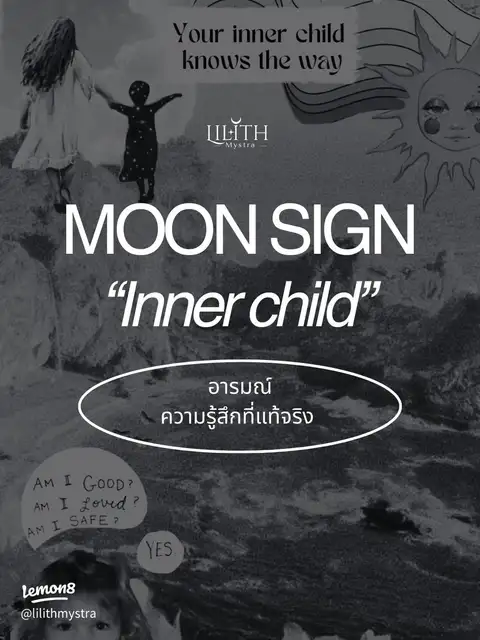 Your inner child
knows the way
LILITH
Mystra
MOON SIGN
“Inner child”
อารมณ์
ความรู้สึกที่แท้จริง
AM I GOOD?
AM I Loved?
AM I SAFE?
YES
lemon8
@lilithmystra